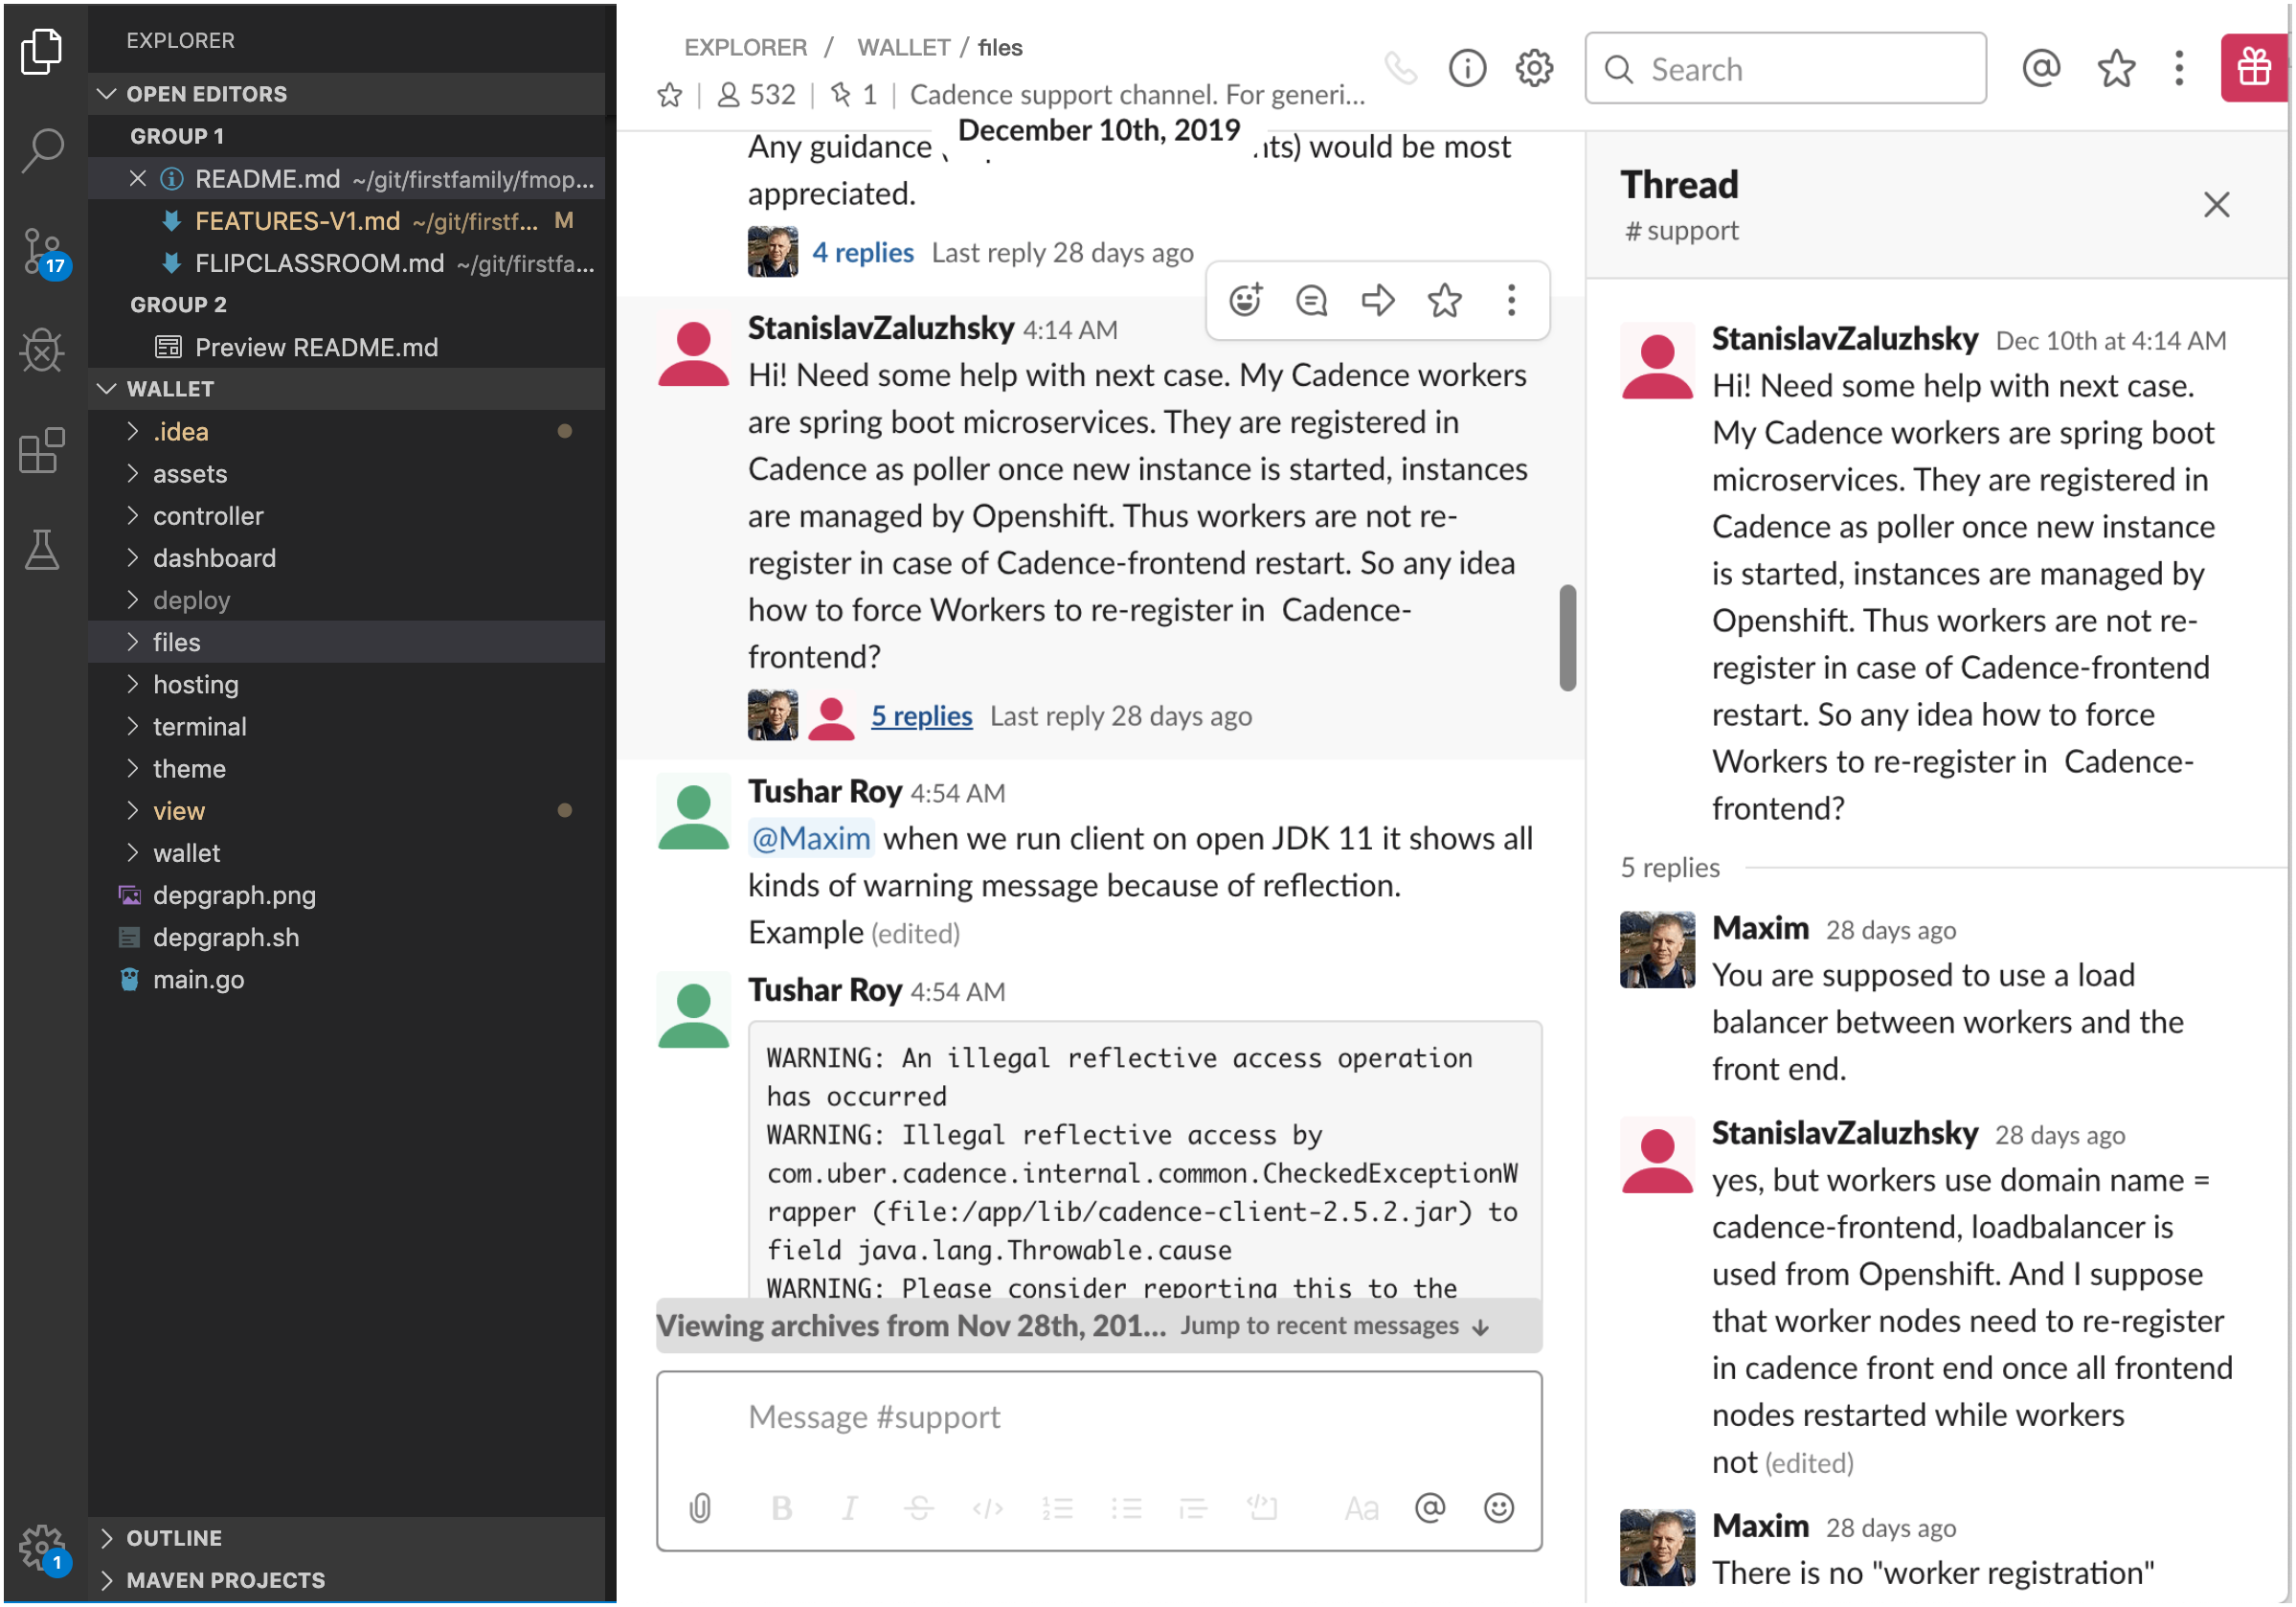 EXPLORER
OPEN EDITORS
GROUP 1
README.md ~/git/firstfamily/fmop...
FEATURES-V1.md ~/git/firstf... M
FLIPCLASSROOM.md ~/git/firstfa...
GROUP 2
Preview README.md
WALLET
.idea
assets
controller
dashboard
deploy
files
hosting
terminal
theme
view
wallet
depgraph.png
depgraph.sh
main.go
OUTLINE
MAVEN PROJECTS
17
1
EXPLORER / WALLET / files
532 | 1 | Cadence support channel. For generi...
Search
December 10th, 2019
Any guidance would be most
appreciated.
4 replies Last reply 28 days ago
StanislavZaluzhsky 4:14 AM
Hi! Need some help with next case. My Cadence workers
are spring boot microservices. They are registered in
Cadence as poller once new instance is started, instances
are managed by Openshift. Thus workers are not re-
register in case of Cadence-frontend restart. So any idea
how to force Workers to re-register in Cadence-
frontend?
5 replies Last reply 28 days ago
Tushar Roy 4:54 AM
@Maxim when we run client on open JDK 11 it shows all
kinds of warning message because of reflection.
Example (edited)
Tushar Roy 4:54 AM
WARNING: An illegal reflective access operation
has occurred
WARNING: Illegal reflective access by
com.uber.cadence.internal.common.CheckedExceptionW
rapper (file:/app/lib/cadence-client-2.5.2.jar) to
field java.lang.Throwable.cause
WARNING: Please consider reporting this to the
Viewing archives from Nov 28th, 201... Jump to recent messages ↓
Message #support
B I S </> Aa @
Thread
# support
StanislavZaluzhsky Dec 10th at 4:14 AM
Hi! Need some help with next case.
My Cadence workers are spring boot
microservices. They are registered in
Cadence as poller once new instance
is started, instances are managed by
Openshift. Thus workers are not re-
register in case of Cadence-frontend
restart. So any idea how to force
Workers to re-register in Cadence-
frontend?
5 replies
Maxim 28 days ago
You are supposed to use a load
balancer between workers and the
front end.
StanislavZaluzhsky 28 days ago
yes, but workers use domain name =
cadence-frontend, loadbalancer is
used from Openshift. And I suppose
that worker nodes need to re-register
in cadence front end once all frontend
nodes restarted while workers
not (edited)
Maxim 28 days ago
There is no "worker registration"